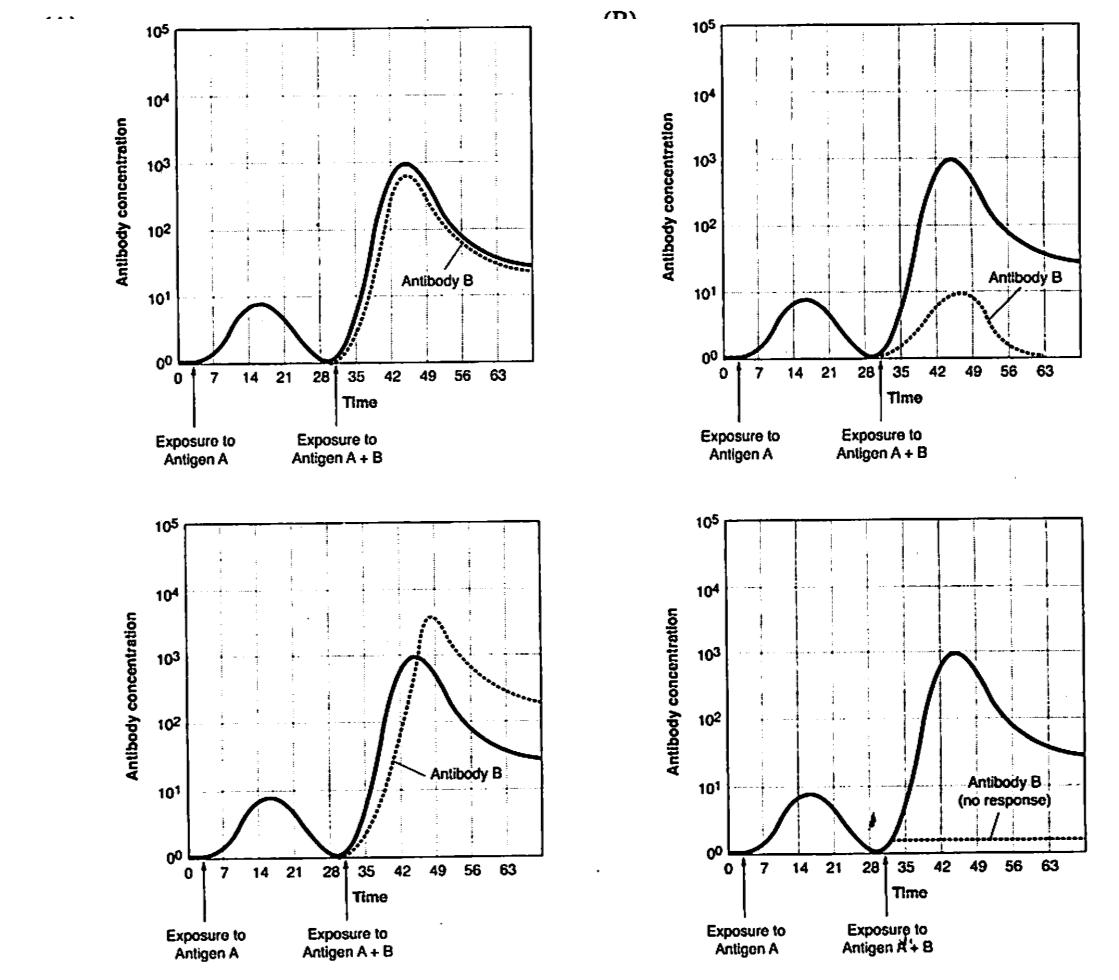 10⁵
10⁴
10³
10²
10¹
0⁰
Antibody concentration
Antibody B
0 7 14 21 28 35 42 49 56 63
Time
Exposure to
Antigen A
Exposure to
Antigen A + B
(B)
10⁵
10⁴
10³
10²
10¹
0⁰
Antibody concentration
Antibody B
0 7 14 21 28 35 42 49 56 63
Time
Exposure to
Antigen A
Exposure to
Antigen A + B
10⁵
10⁴
10³
10²
10¹
0⁰
Antibody concentration
Antibody B
0 7 14 21 28 35 42 49 56 63
Time
Exposure to
Antigen A
Exposure to
Antigen A + B
10⁵
10⁴
10³
10²
10¹
0⁰
Antibody concentration
Antibody B
(no response)
0 7 14 21 28 35 42 49 56 63
Time
Exposure to
Antigen A
Exposure to
Antigen A + B